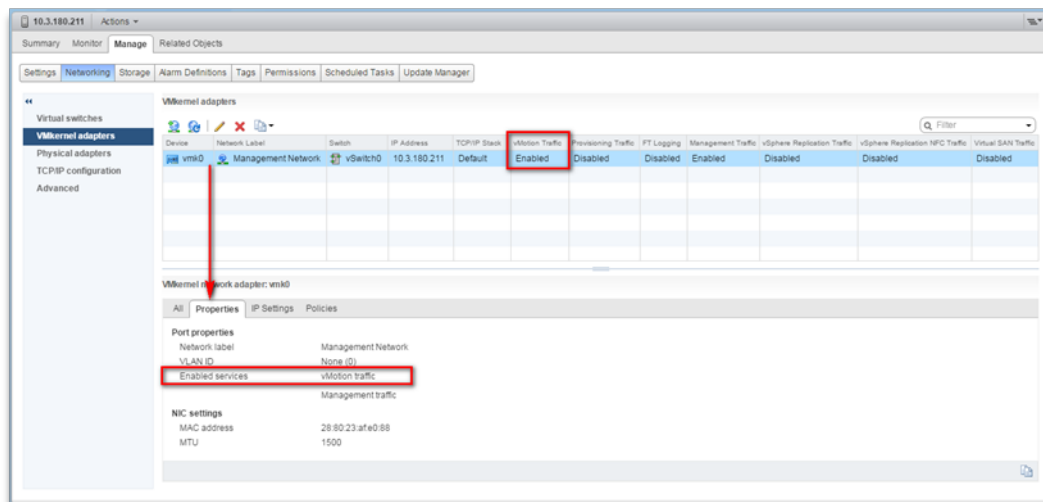 10.3.180.211 Actions
Summary Monitor Manage Related Objects
Settings Networking Storage Alarm Definitions Tags Permissions Scheduled Tasks Update Manager
Virtual switches
VMkernel adapters
Physical adapters
TCP/IP configuration
Advanced
VMkernel adapters
Filter
Device Network Label Switch IP Address TCP/IP Stack vMotion Traffic Provisioning Traffic FT Logging Management Traffic vSphere Replication Traffic vSphere Replication NFC Traffic Virtual SAN Traffic
vmk0 Management Network vSwitch0 10.3.180.211 Default Enabled Disabled Disabled Enabled Disabled Disabled Disabled
VMkernel network adapter: vmk0
All Properties IP Settings Policies
Port properties
Network label Management Network
VLAN ID None (0)
Enabled services vMotion traffic
Management traffic
NIC settings
MAC address 28:80:23:af:e0:88
MTU 1500